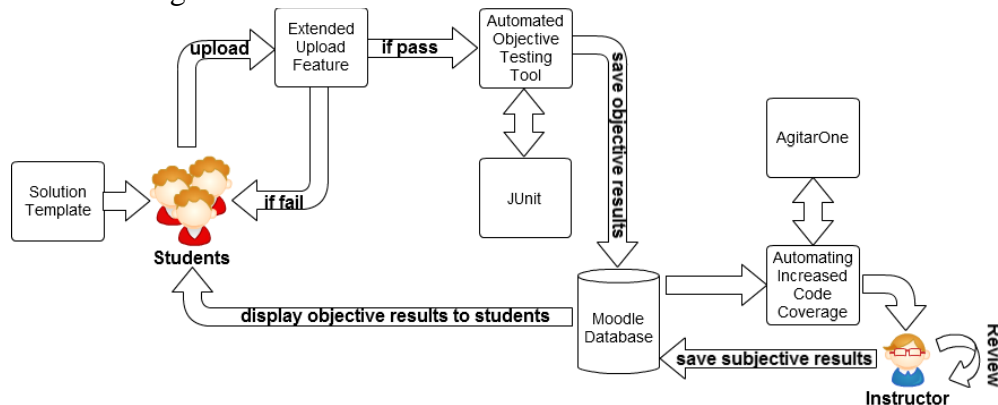 upload
Extended
Upload
Feature
if pass
Automated
Objective
Testing
Tool
save objective results
AgitarOne
JUnit
Solution
Template
if fail
Students
Automating
Increased
Code
Coverage
Moodle
Database
display objective results to students
save subjective results
Review
Instructor